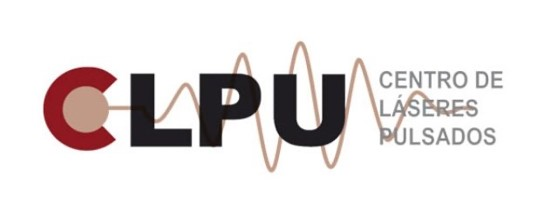 CLPU
CENTRO DE
LÁSERES
PULSADOS